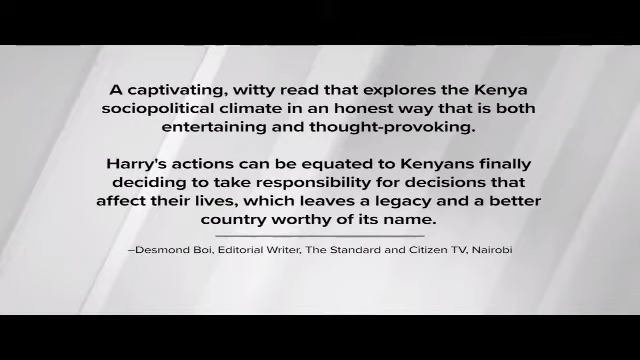 A captivating, witty read that explores the Kenya
sociopolitical climate in an honest way that is both
entertaining and thought-provoking.
Harry's actions can be equated to Kenyans finally
deciding to take responsibility for decisions that
affect their lives, which leaves a legacy and a better
country worthy of its name.
–Desmond Boi, Editorial Writer, The Standard and Citizen TV, Nairobi